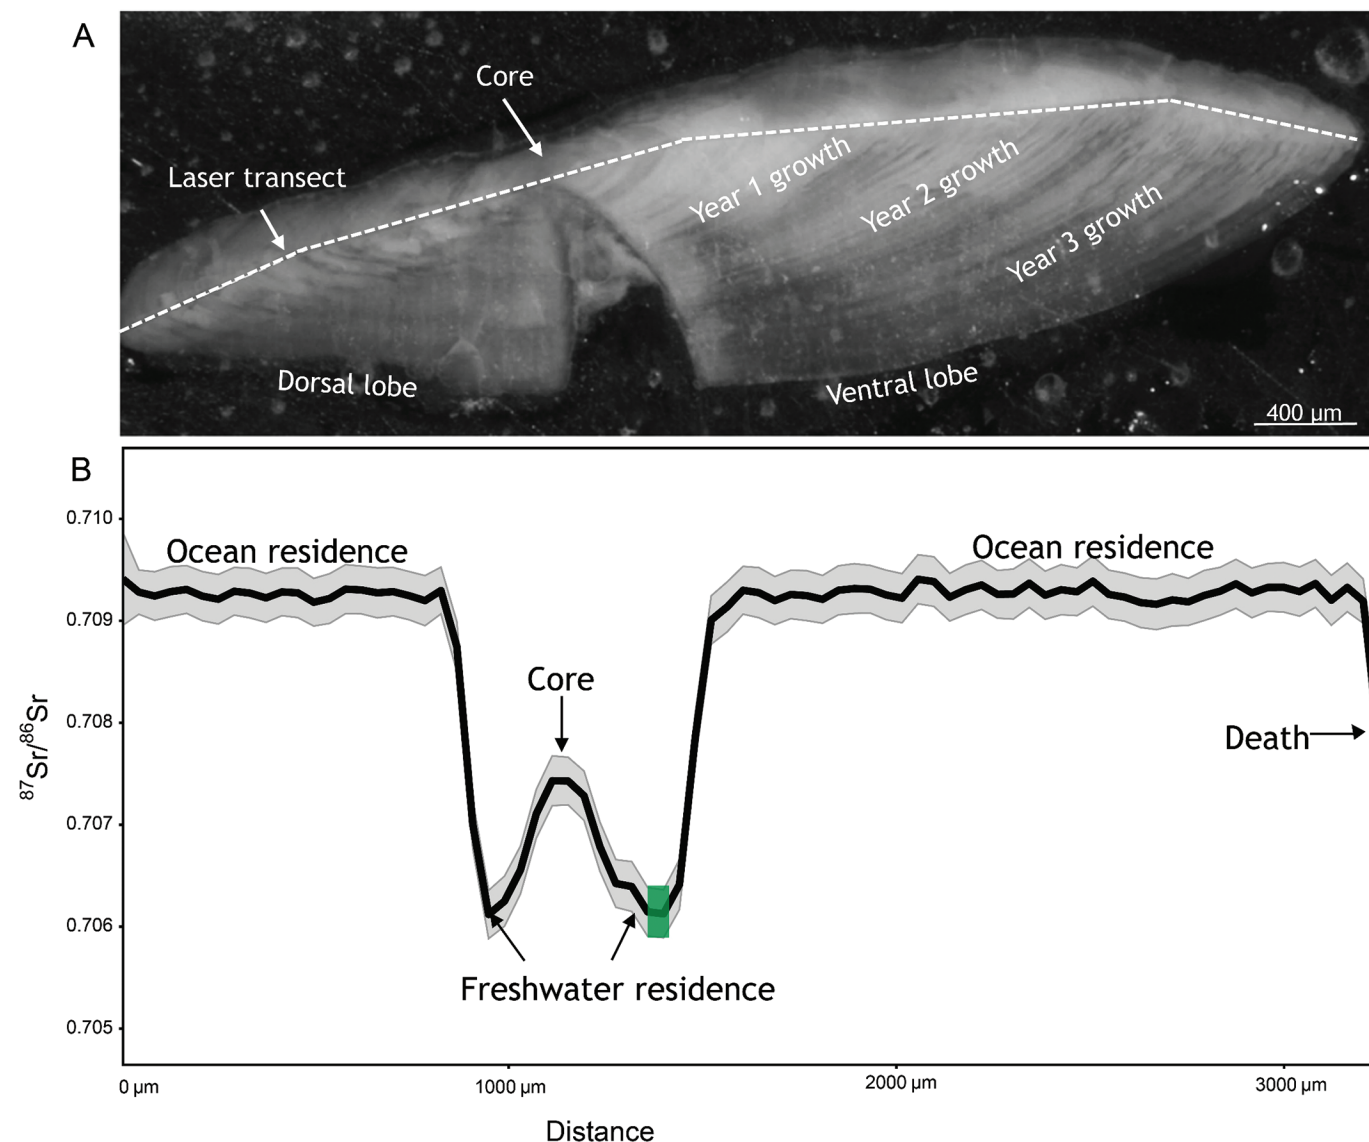 A
Core
Laser transect
Year 1 growth
Year 2 growth
Year 3 growth
Dorsal lobe
Ventral lobe
400 µm
B
0.710
Ocean residence
Ocean residence
0.709
Core
0.708
Death
⁸⁷Sr/⁸⁶Sr
0.707
0.706
Freshwater residence
0.705
0 µm
1000 µm
2000 µm
3000 µm
Distance